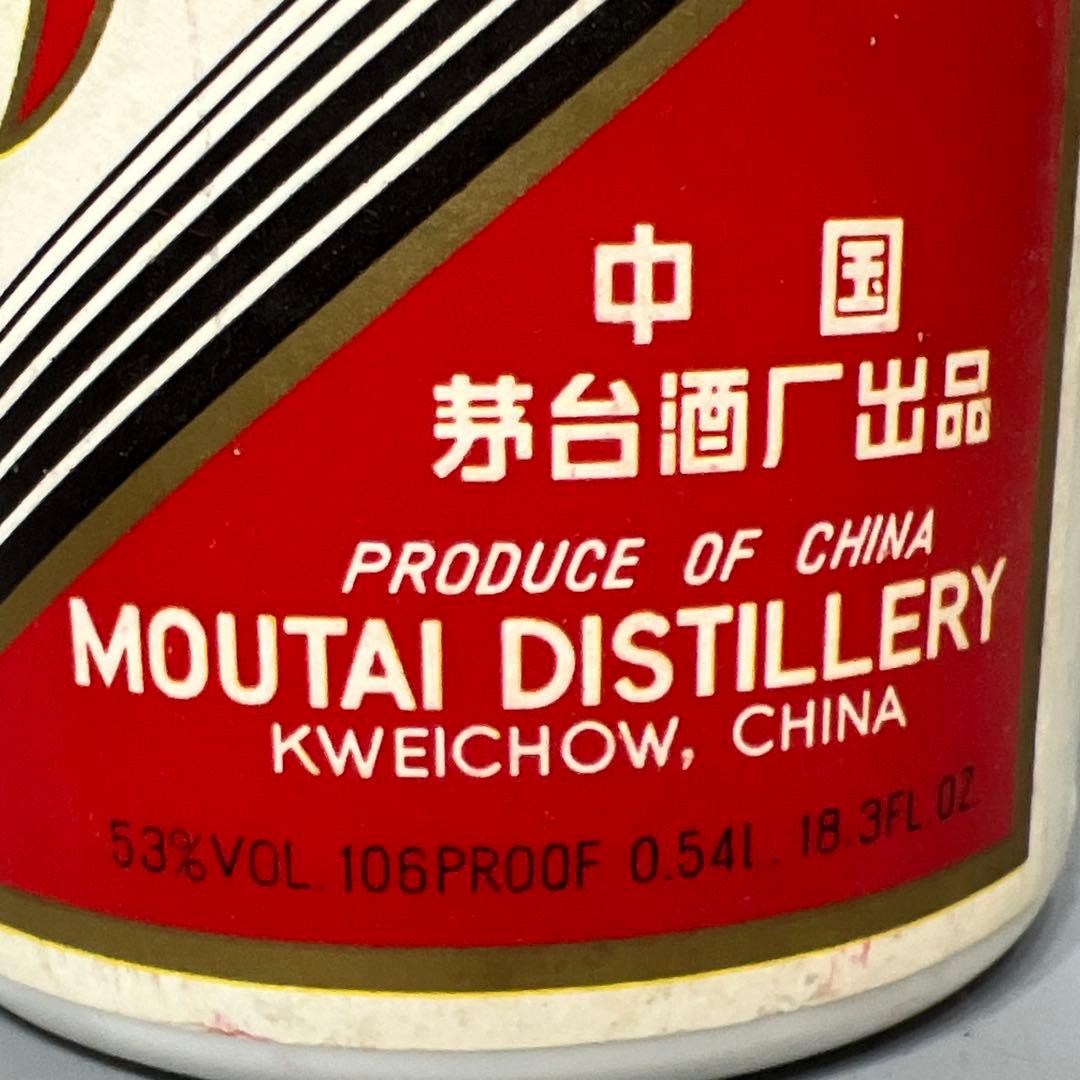 中国
茅台酒厂出品
PRODUCE OF CHINA
MOUTAI DISTILLERY
KWEICHOW, CHINA
53%VOL. 106PROOF 0.54l. 18.3FL.OZ.